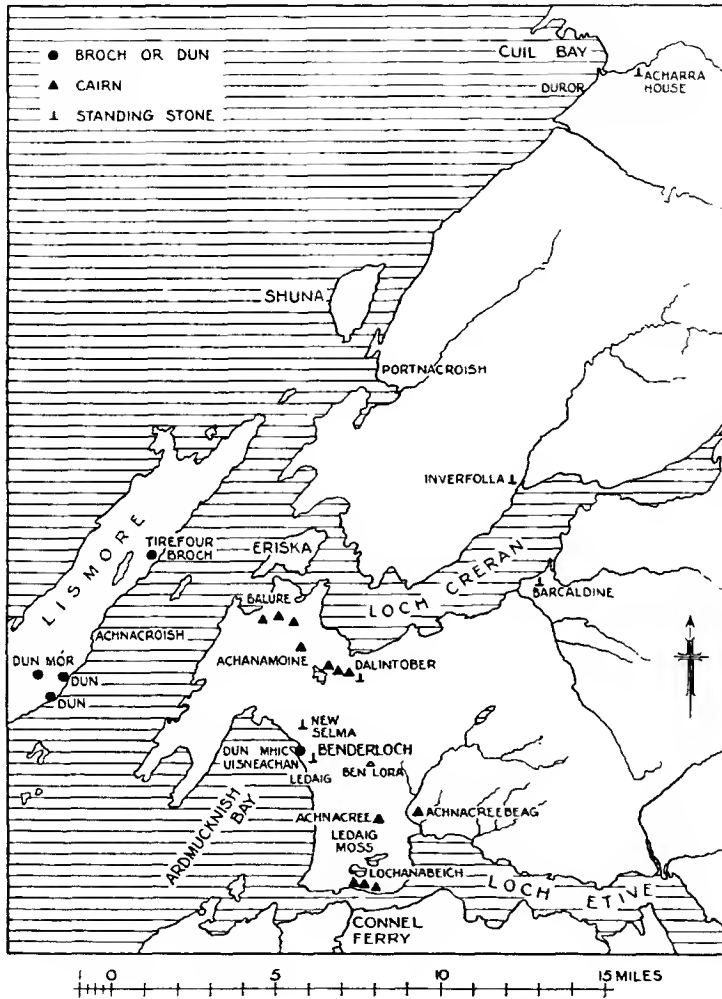 BROCH OR DUN
CAIRN
STANDING STONE
CUIL BAY
DUROR
ACHARRA
HOUSE
SHUNA
PORTNACROISH
INVERFOLLA
LISMORE
TIREFOUR
BROCH
ERISKA
LOCH CRERAN
BALURE
BARCALDINE
ACHNACROISH
ACHANAMOINE
DALINTOBER
DUN MÓR
DUN
DUN
NEW
SELMA
DUN MHIC
UISNEACHAN
BENDERLOCH
LEDAIG
BEN LORA
ARDMUCKNISH BAY
ACHNACREE
ACHNACREEBEAG
LEDAIG
MOSS
LOCHANABEICH
LOCH ETIVE
CONNEL
FERRY
0 5 10 15 MILES